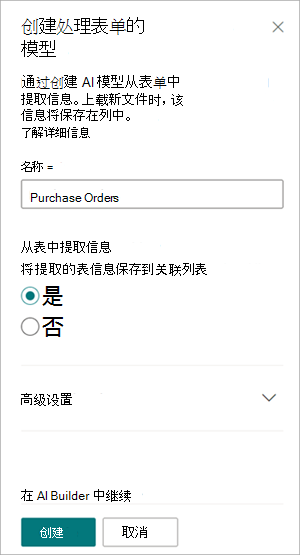 创建处理表单的
模型
通过创建 AI 模型从表单中
提取信息。上载新文件时，该
信息将保存在列中。
了解详细信息
名称 =
Purchase Orders
从表中提取信息
将提取的表信息保存到关联列表
是
否
高级设置
在 AI Builder 中继续
创建
取消